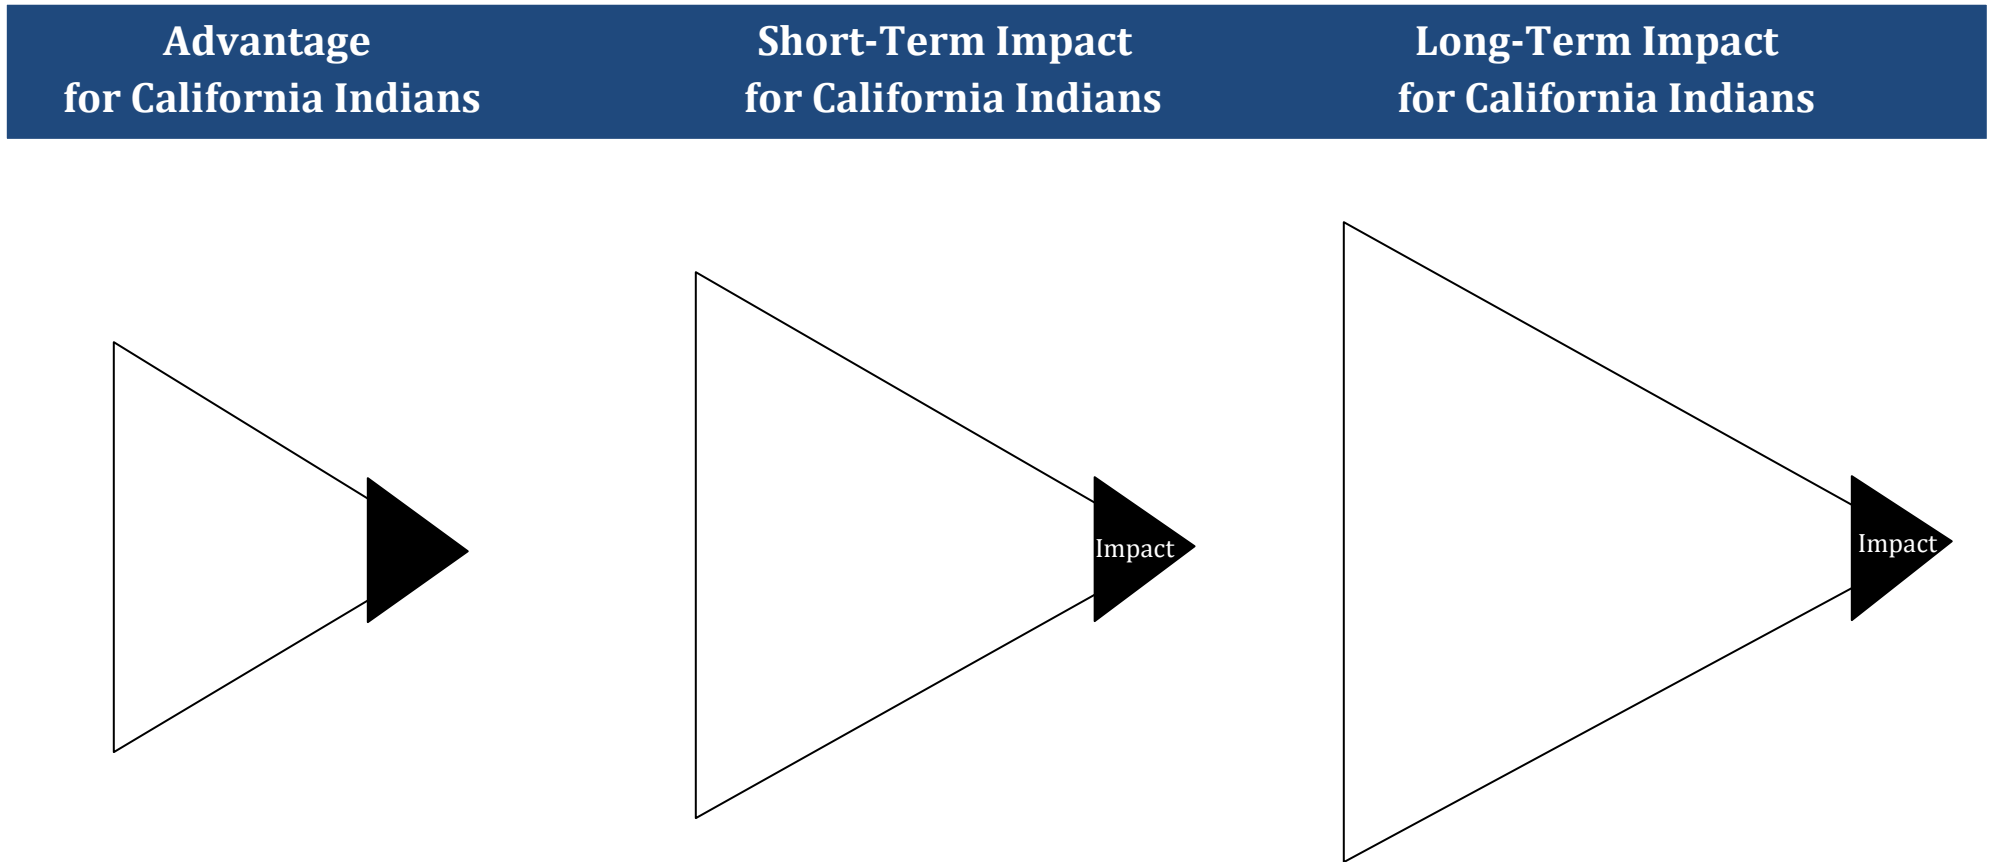 Advantage
for California Indians
Short-Term Impact
for California Indians
Long-Term Impact
for California Indians
Impact
Impact